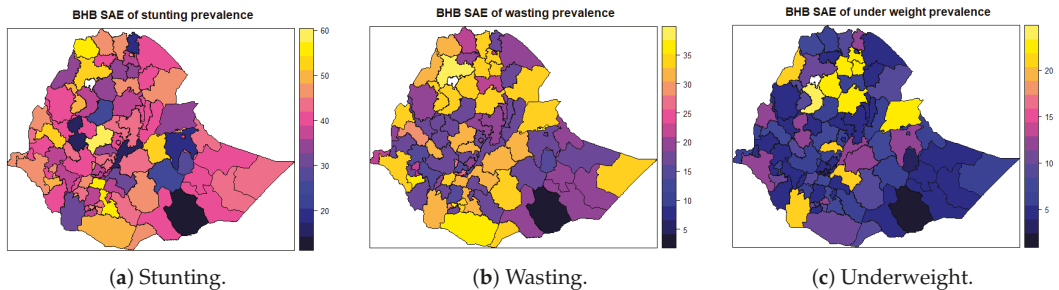 BHB SAE of stunting prevalence
60
50
40
30
20
(a) Stunting.
BHB SAE of wasting prevalence
35
30
25
20
15
10
5
(b) Wasting.
BHB SAE of under weight prevalence
20
15
10
5
(c) Underweight.